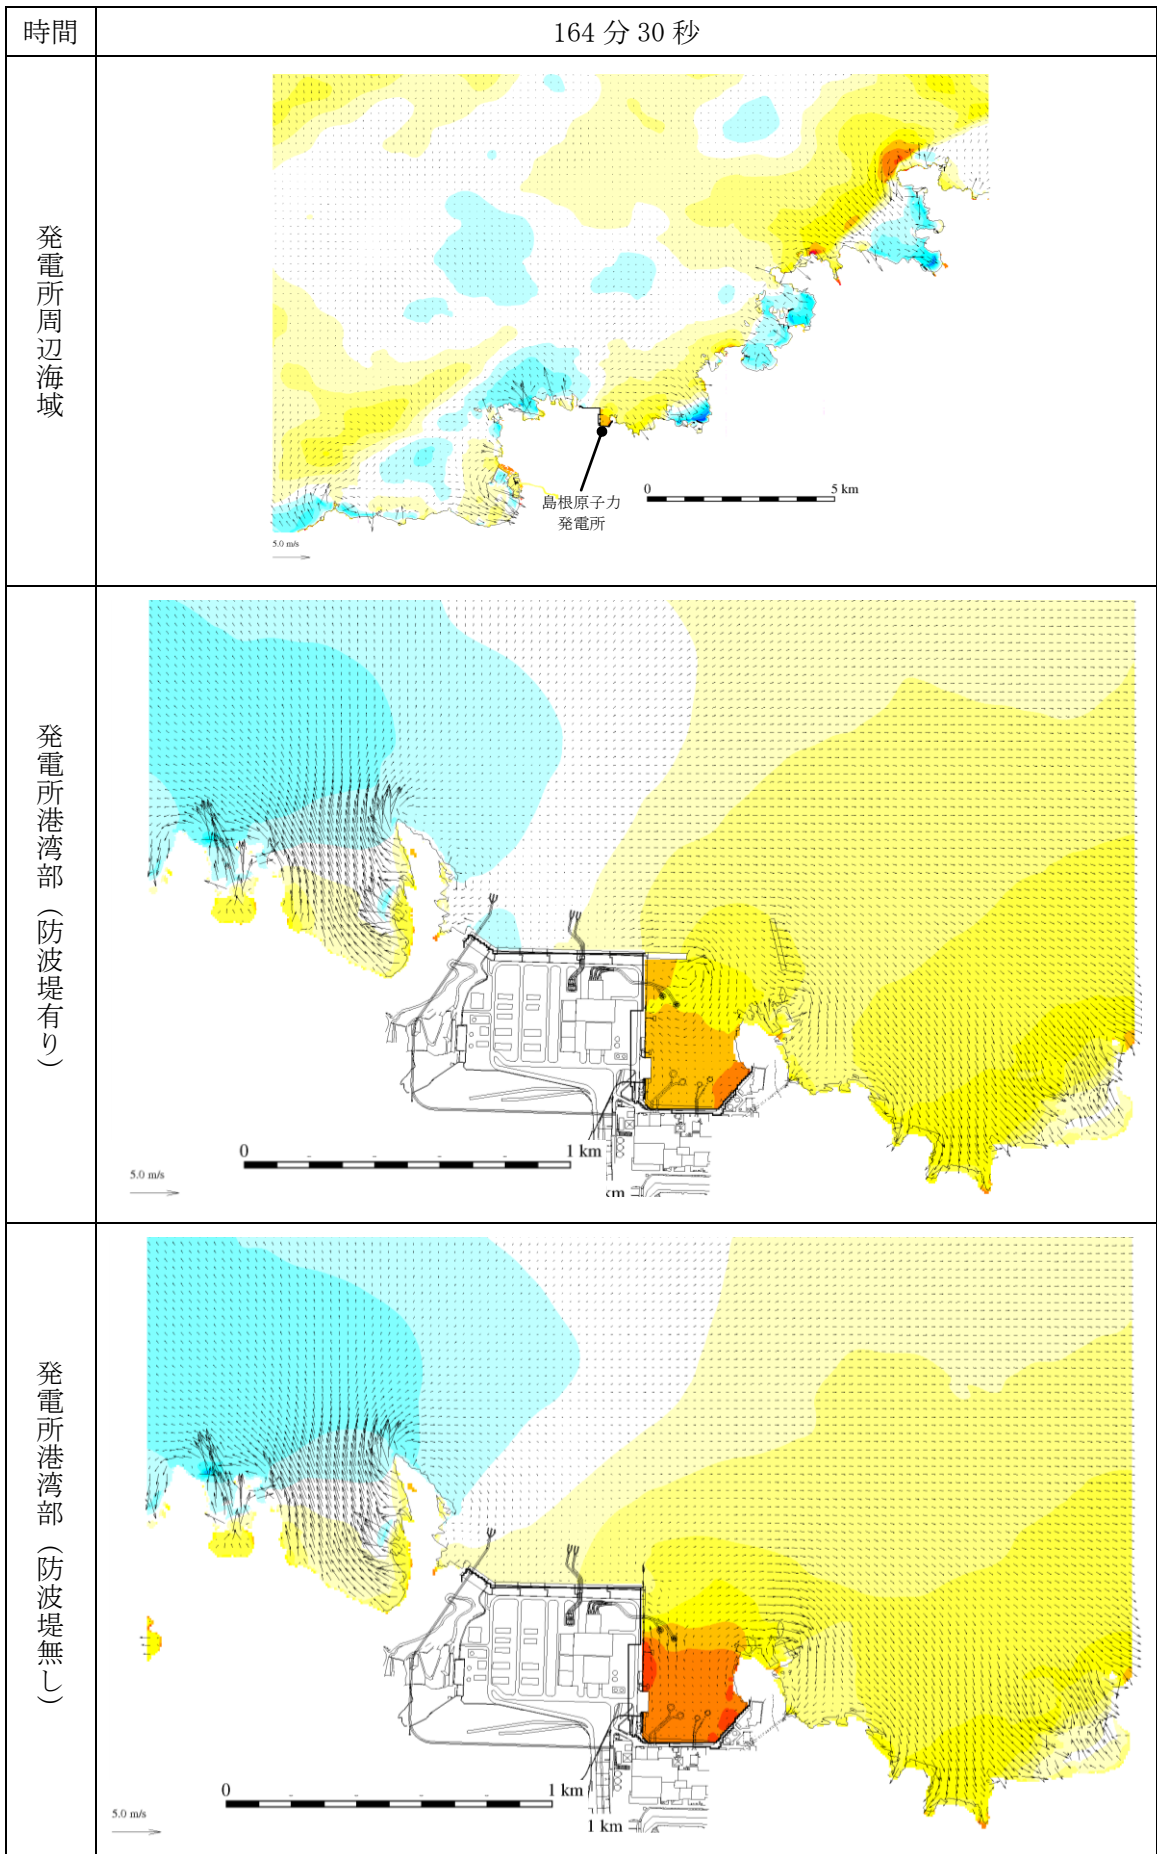 時間
164 分 30 秒
発電所周辺海域
島根原子力
発電所
0 5 km
5.0 m/s
発電所港湾部（防波堤有り）
0 1 km
5.0 m/s
km
発電所港湾部（防波堤無し）
0 1 km
5.0 m/s
1 km